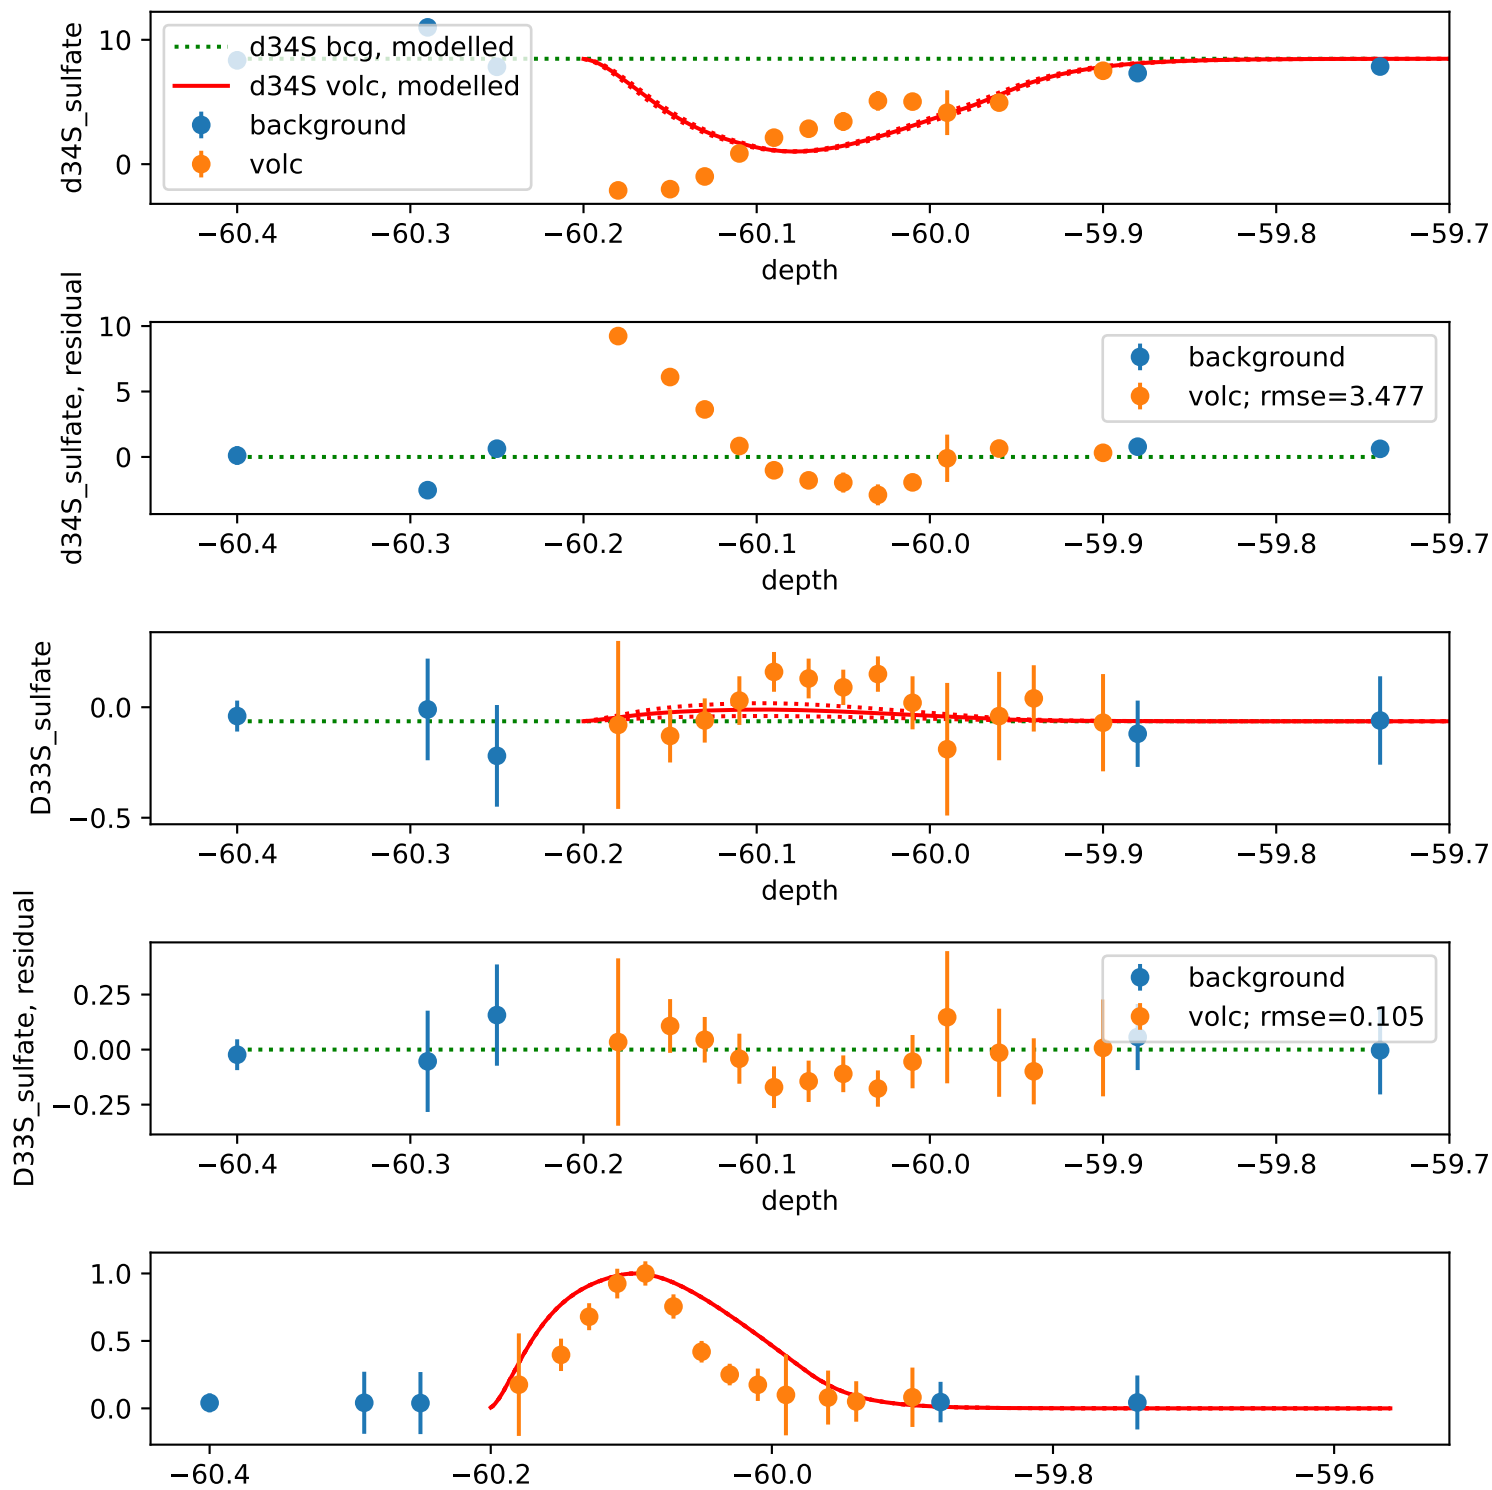 d34S_sulfate
10
0
d34S bcg, modelled
d34S volc, modelled
background
volc
−60.4 −60.3 −60.2 −60.1 −60.0 −59.9 −59.8 −59.7
depth
d34S_sulfate, residual
10
5
0
background
volc; rmse=3.477
−60.4 −60.3 −60.2 −60.1 −60.0 −59.9 −59.8 −59.7
depth
D33S_sulfate
0.0
−0.5
−60.4 −60.3 −60.2 −60.1 −60.0 −59.9 −59.8 −59.7
depth
D33S_sulfate, residual
0.25
0.00
−0.25
background
volc; rmse=0.105
−60.4 −60.3 −60.2 −60.1 −60.0 −59.9 −59.8 −59.7
depth
1.0
0.5
0.0
−60.4 −60.2 −60.0 −59.8 −59.6